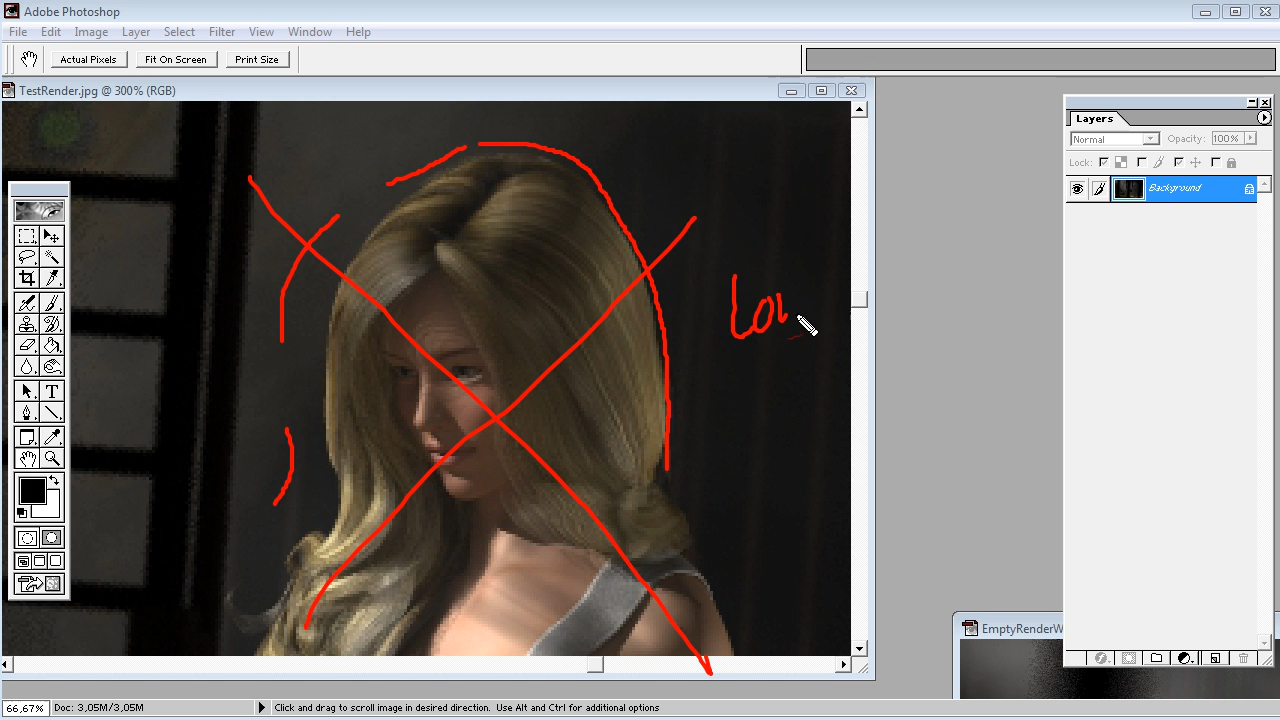 Adobe Photoshop
File Edit Image Layer Select Filter View Window Help
Actual Pixels Fit On Screen Print Size
TestRender.jpg @ 300% (RGB)
Layers
Normal Opacity: 100%
Lock:
Background
Lou
EmptyRenderW
66,67% Doc: 3,05M/3,05M Click and drag to scroll image in desired direction. Use Alt and Ctrl for additional options